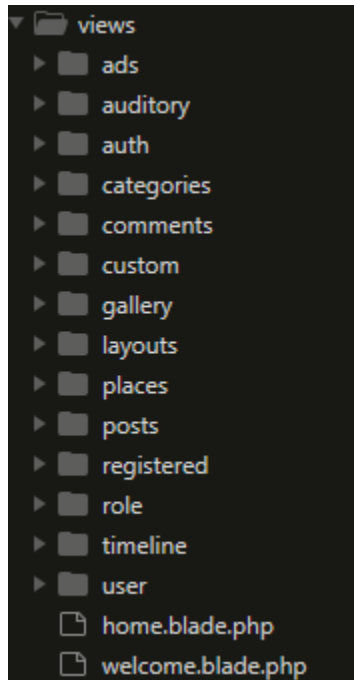 views
ads
auditory
auth
categories
comments
custom
gallery
layouts
places
posts
registered
role
timeline
user
home.blade.php
welcome.blade.php